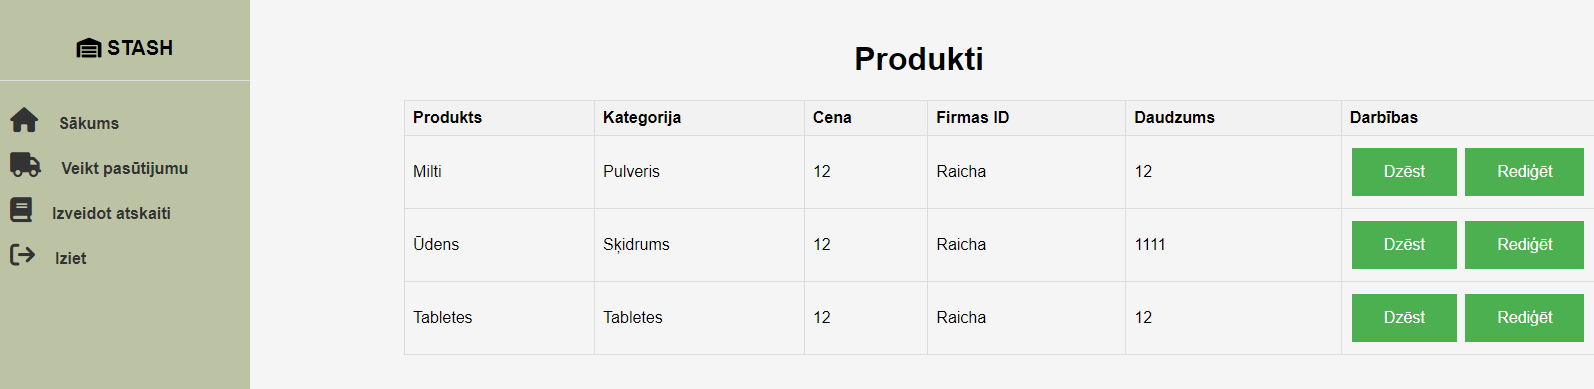 STASH
Sākums
Veikt pasūtijumu
Izveidot atskaiti
Iziet
Produkti
Produkts Kategorija Cena Firmas ID Daudzums Darbības
Milti Pulveris 12 Raicha 12 Dzēst Rediģēt
Ūdens Sķidrums 12 Raicha 1111 Dzēst Rediģēt
Tabletes Tabletes 12 Raicha 12 Dzēst Rediģēt